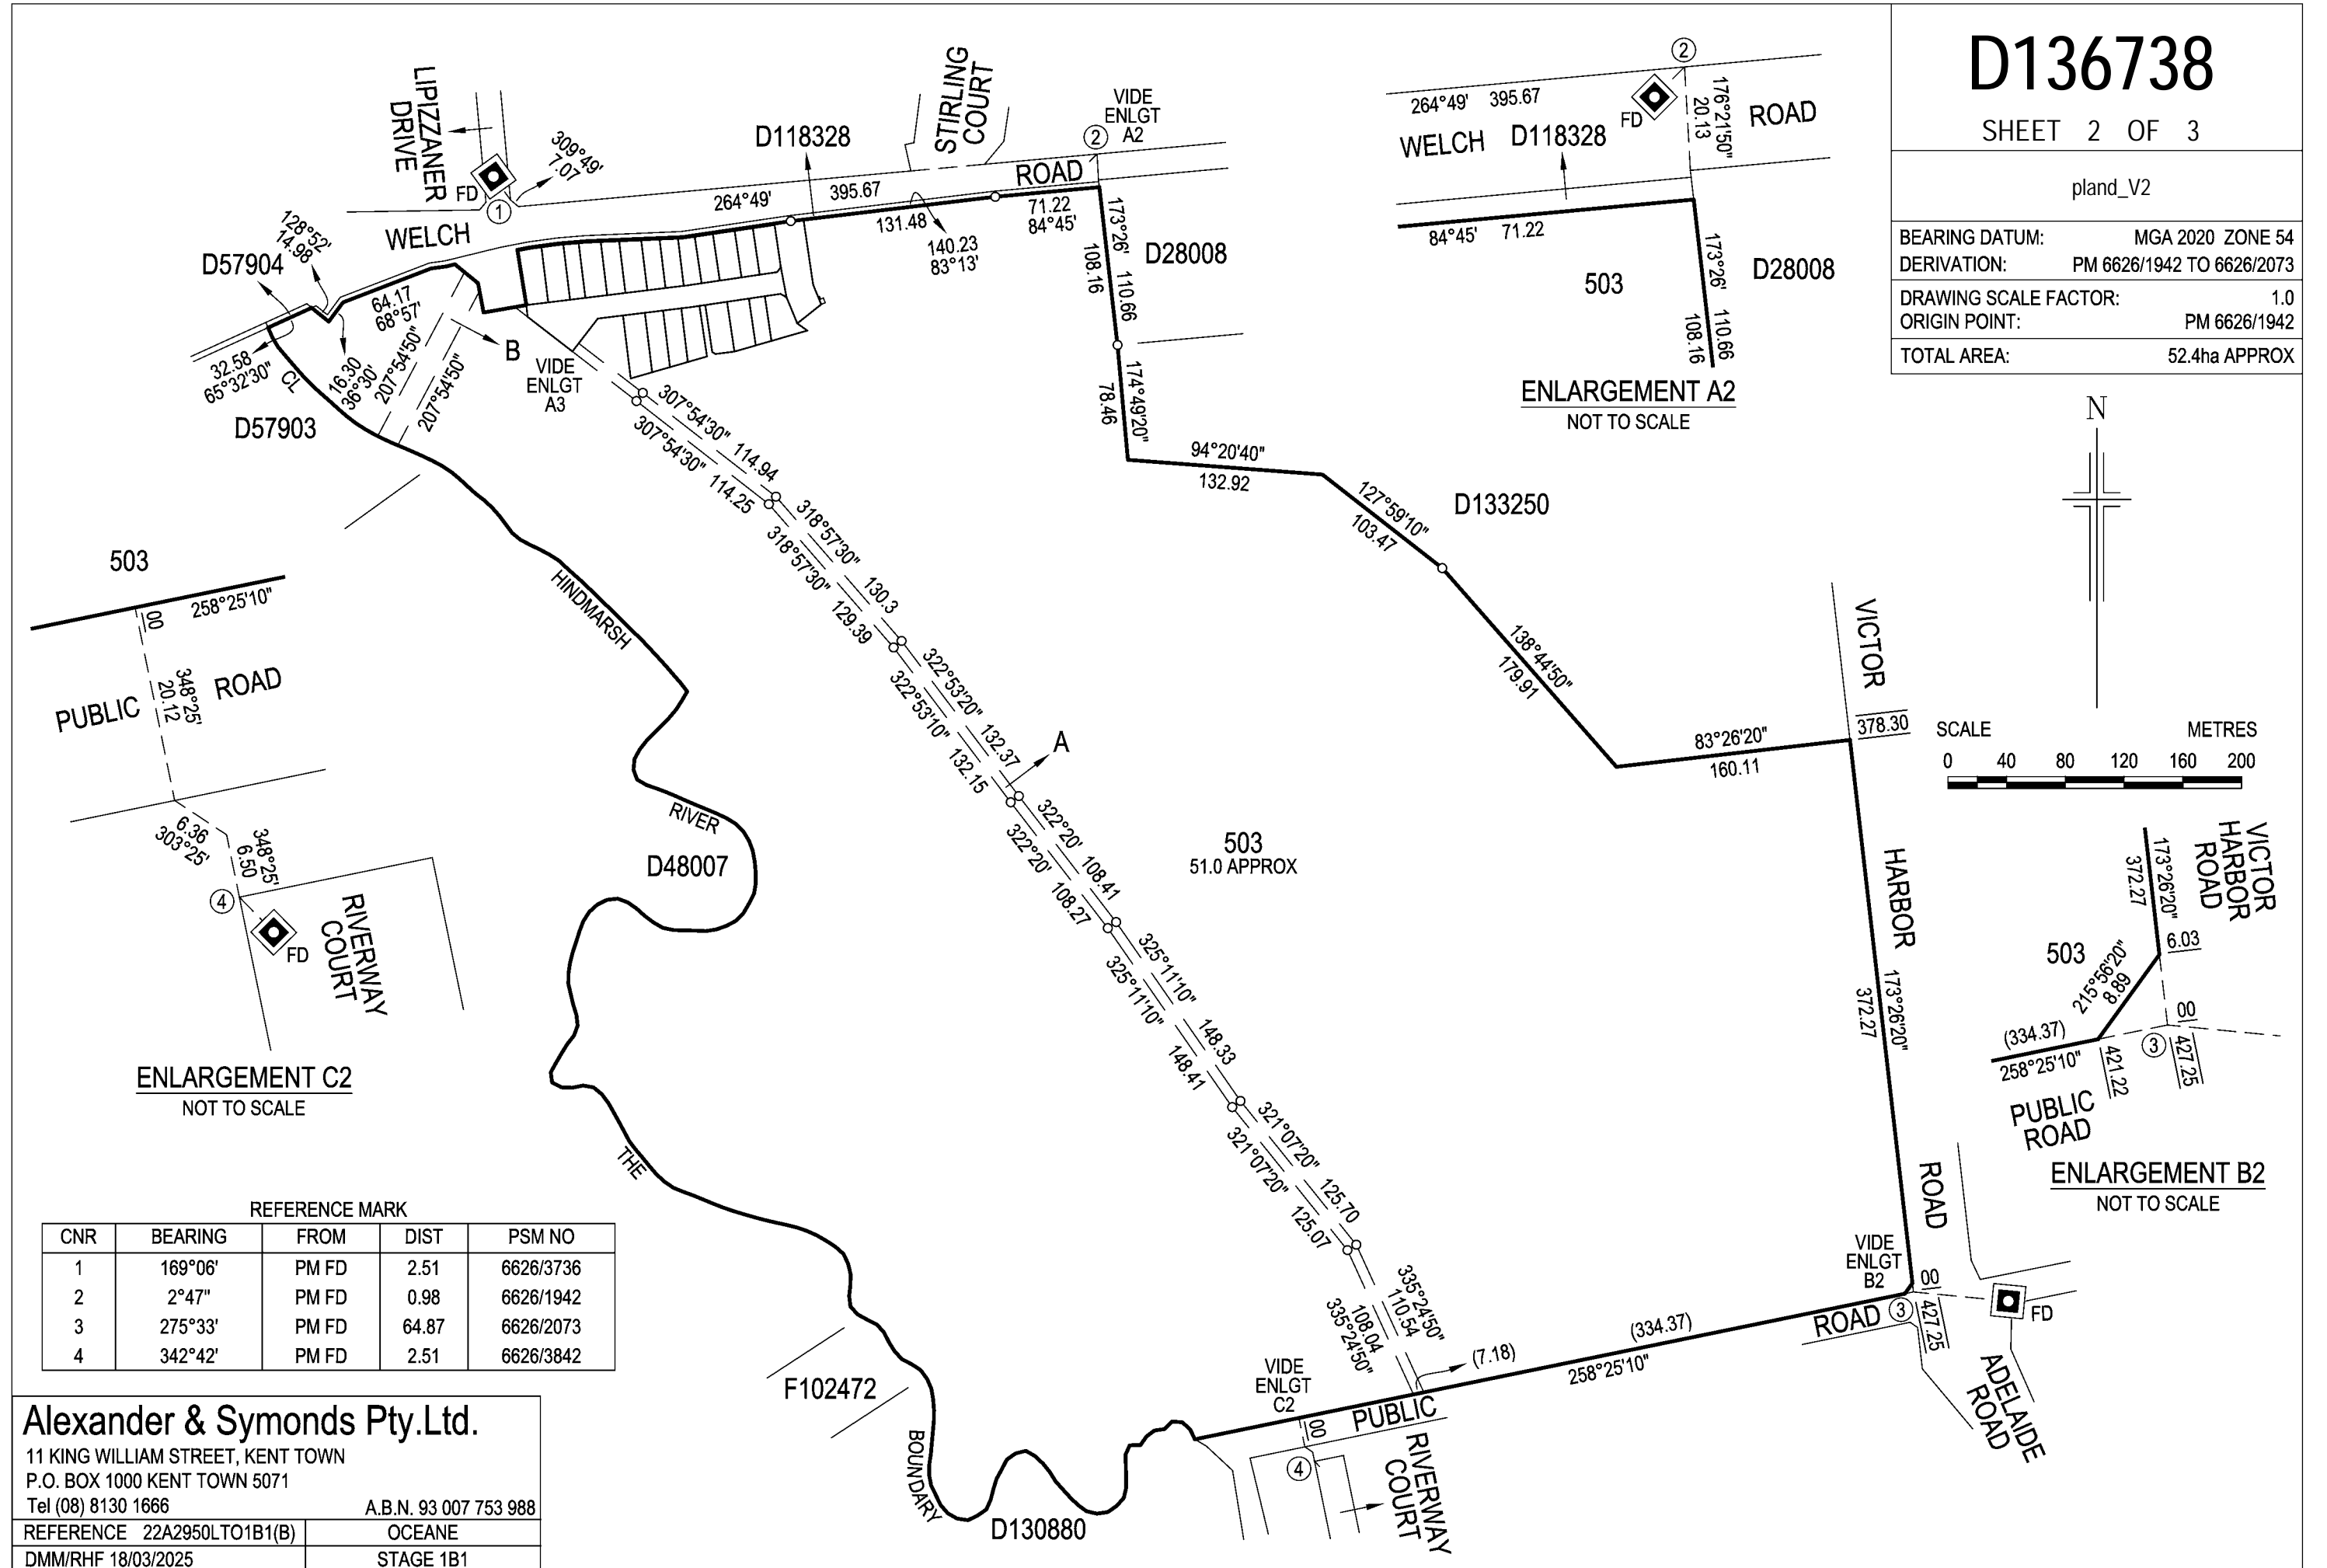 D136738
SHEET 2 OF 3
pland_V2
BEARING DATUM: MGA 2020 ZONE 54
DERIVATION: PM 6626/1942 TO 6626/2073
DRAWING SCALE FACTOR: 1.0
ORIGIN POINT: PM 6626/1942
TOTAL AREA: 52.4ha APPROX
N
SCALE METRES
0 40 80 120 160 200
LIPIZZANER
DRIVE
FD
1
309°49'
7.07
WELCH
264°49'
395.67
D118328
STIRLING
COURT
ROAD
VIDE
ENLGT
A2
2
131.48
140.23
83°13'
71.22
84°45'
173°26'
108.16
110.66
D28008
174°49'20"
78.46
94°20'40"
132.92
127°59'10"
103.47
D133250
138°44'50"
179.91
83°26'20"
160.11
VICTOR
378.30
HARBOR
173°26'20"
372.27
ROAD
D57904
128°52'
14.98
64.17
68°57'
32.58
65°32'30"
CL
16.30
36°30'
207°54'50"
207°54'50"
B
D57903
VIDE
ENLGT
A3
307°54'30" 114.94
307°54'30" 114.25
318°57'30" 130.3
318°57'30" 129.39
322°53'20" 132.37
322°53'10" 132.15
A
322°20' 108.41
322°20' 108.27
325°11'10" 148.33
325°11'10" 148.41
321°07'20" 125.70
321°07'20" 125.07
335°24'50"
110.54
108.04
335°24'50"
503
51.0 APPROX
HINDMARSH
RIVER
D48007
THE
BOUNDARY
F102472
D130880
VIDE
ENLGT
C2
00
4
PUBLIC
(7.18)
(334.37)
258°25'10"
ROAD
RIVERWAY
COURT
VIDE
ENLGT
B2
00
3
427.25
FD
ADELAIDE
ROAD
2
264°49' 395.67
FD
176°21'50"
20.13
ROAD
WELCH
D118328
84°45' 71.22
503
173°26'
108.16
110.66
D28008
ENLARGEMENT A2
NOT TO SCALE
VICTOR
HARBOR
ROAD
173°26'20"
372.27
503
6.03
215°56'20"
8.89
00
(334.37)
258°25'10"
3
421.22
427.25
PUBLIC
ROAD
ENLARGEMENT B2
NOT TO SCALE
503
258°25'10"
00
348°25'
20.12
PUBLIC
ROAD
6.36
303°25'
348°25'
6.50
4
FD
RIVERWAY
COURT
ENLARGEMENT C2
NOT TO SCALE
REFERENCE MARK
CNR BEARING FROM DIST PSM NO
1 169°06' PM FD 2.51 6626/3736
2 2°47" PM FD 0.98 6626/1942
3 275°33' PM FD 64.87 6626/2073
4 342°42' PM FD 2.51 6626/3842
Alexander & Symonds Pty.Ltd.
11 KING WILLIAM STREET, KENT TOWN
P.O. BOX 1000 KENT TOWN 5071
Tel (08) 8130 1666 A.B.N. 93 007 753 988
REFERENCE 22A2950LTO1B1(B) OCEANE
DMM/RHF 18/03/2025 STAGE 1B1